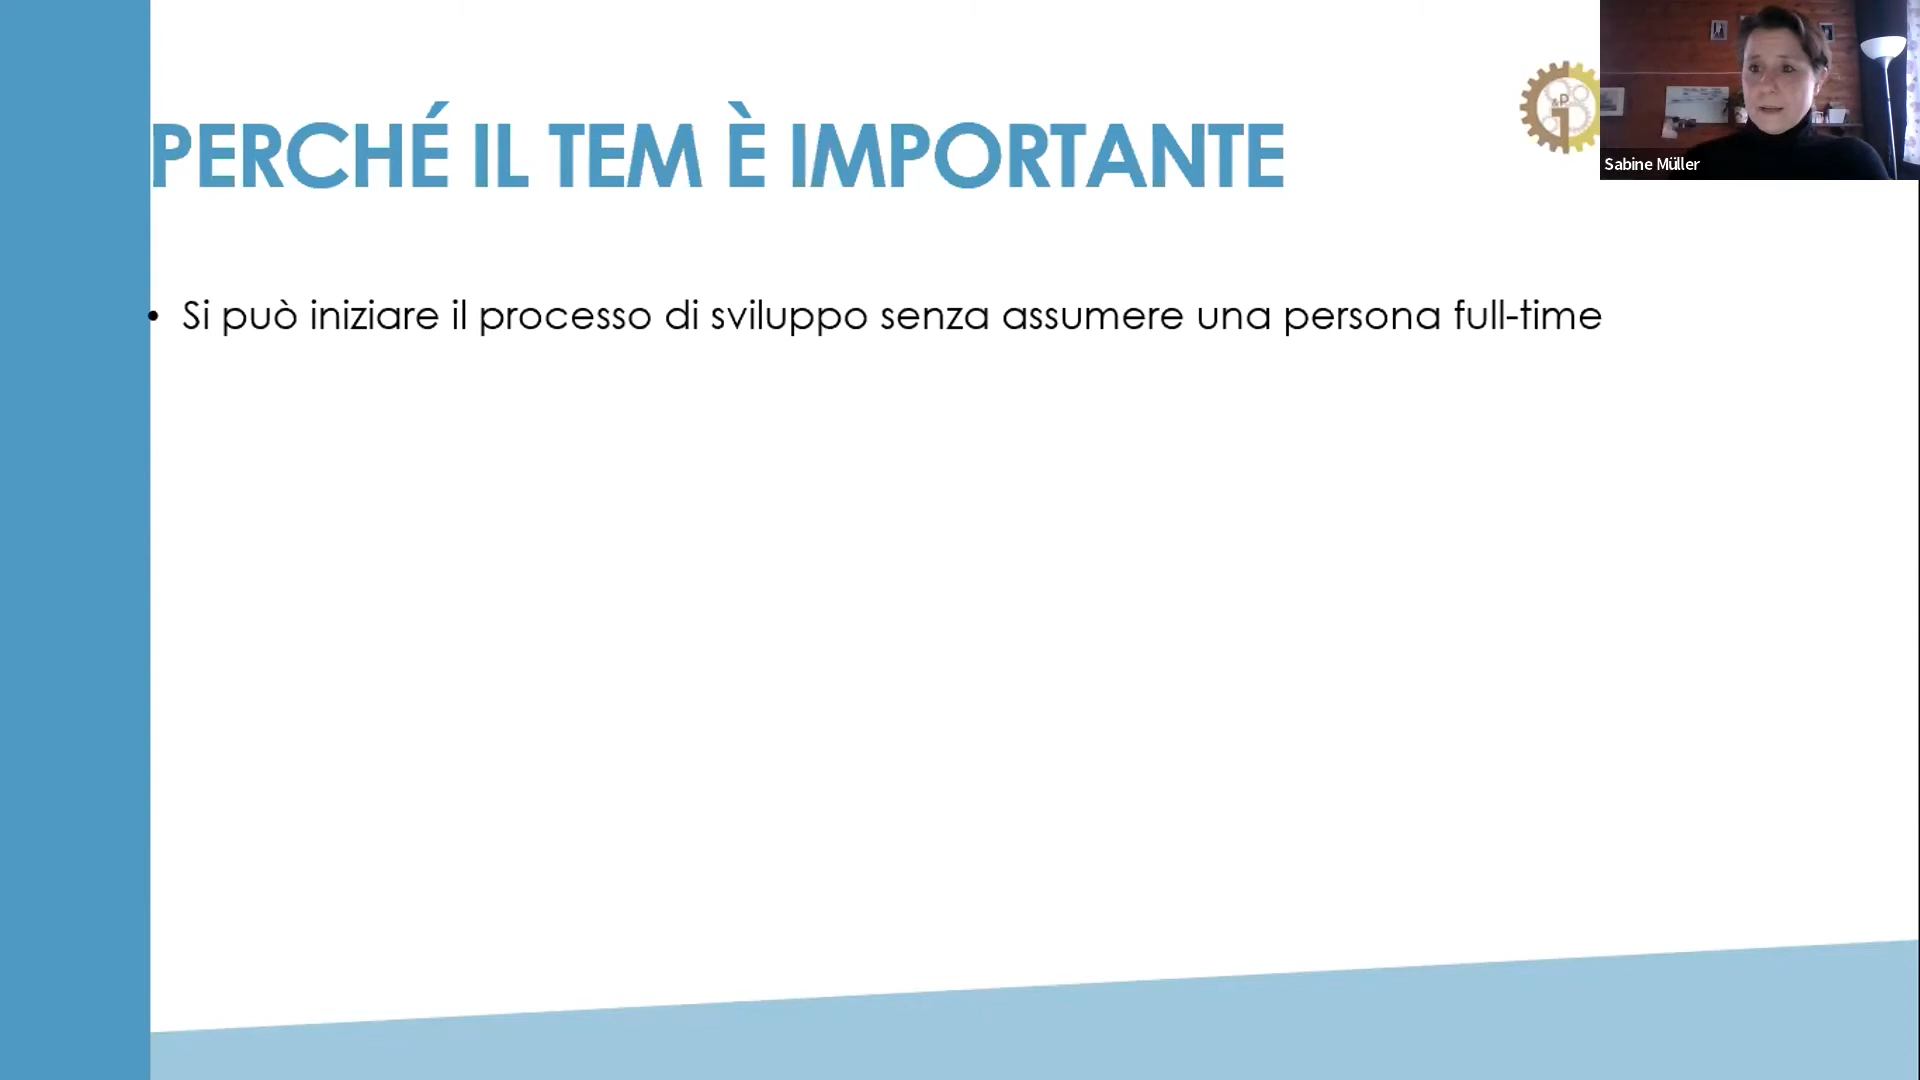 PERCHÉ IL TEM È IMPORTANTE
&P
Sabine Müller
• Si può iniziare il processo di sviluppo senza assumere una persona full-time